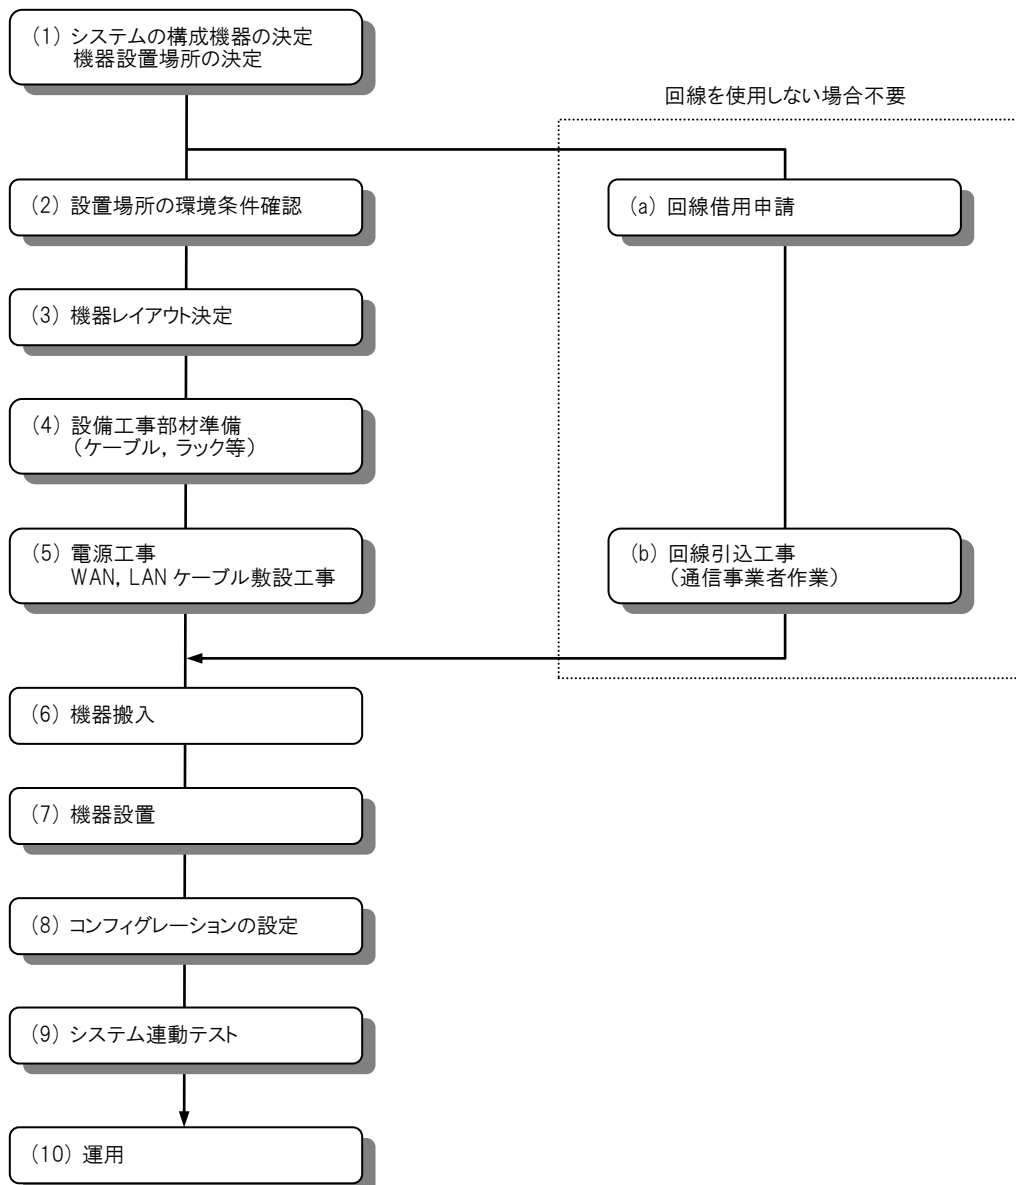 (1) システムの構成機器の決定
機器設置場所の決定
回線を使用しない場合不要
(2) 設置場所の環境条件確認
(a) 回線借用申請
(3) 機器レイアウト決定
(4) 設備工事部材準備
(ケーブル, ラック等)
(5) 電源工事
WAN, LAN ケーブル敷設工事
(b) 回線引込工事
(通信事業者作業)
(6) 機器搬入
(7) 機器設置
(8) コンフィグレーションの設定
(9) システム連動テスト
(10) 運用